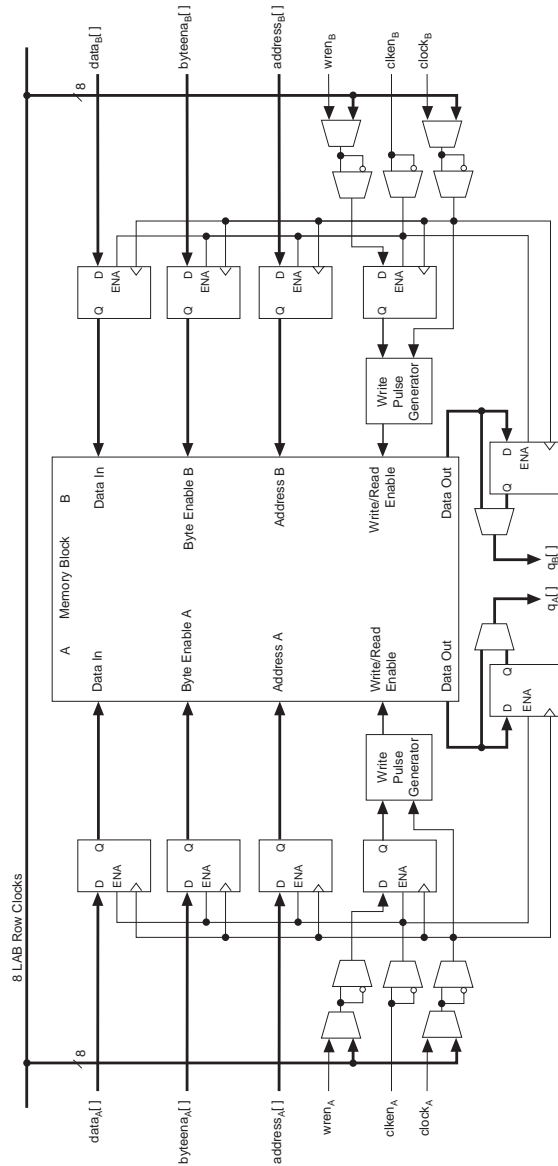 8 LAB Row Clocks
8
data_A[ ]
byteena_A[ ]
address_A[ ]
wren_A
clken_A
clock_A
D
ENA
Q
D
ENA
Q
D
ENA
Q
D
ENA
Q
Write
Pulse
Generator
A
Memory Block
B
Data In
Byte Enable A
Address A
Write/Read
Enable
Data Out
Data In
Byte Enable B
Address B
Write/Read
Enable
Data Out
Write
Pulse
Generator
Q
D
ENA
Q
D
ENA
Q
D
ENA
Q
D
ENA
8
data_B[ ]
byteena_B[ ]
address_B[ ]
wren_B
clken_B
clock_B
D
ENA
Q
q_A[ ]
q_B[ ]
Q
D
ENA